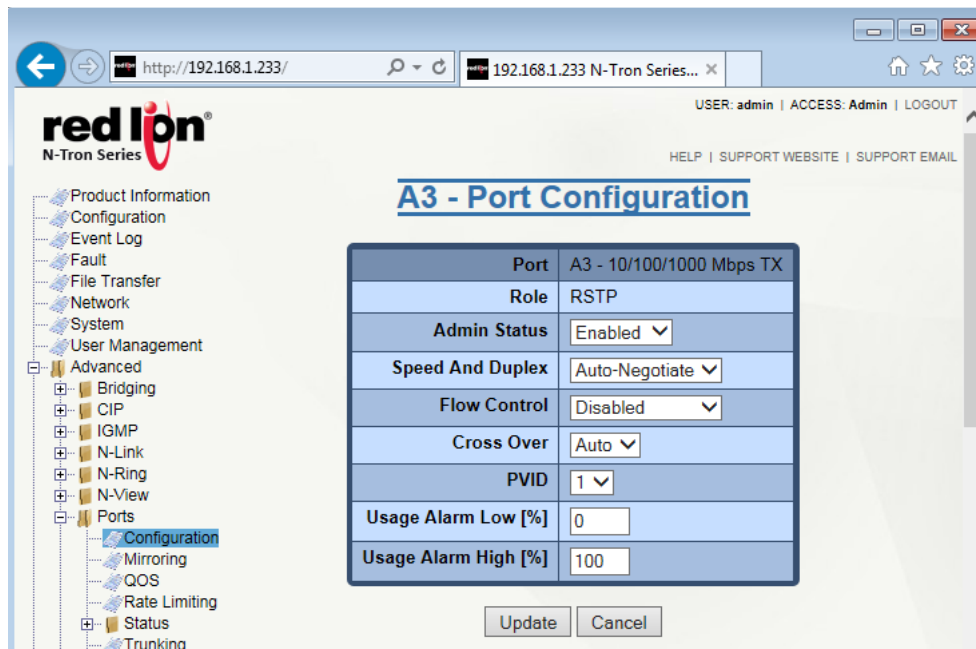 http://192.168.1.233/
192.168.1.233 N-Tron Series...
USER: admin | ACCESS: Admin | LOGOUT
red lion®
N-Tron Series
HELP | SUPPORT WEBSITE | SUPPORT EMAIL
Product Information
Configuration
Event Log
Fault
File Transfer
Network
System
User Management
Advanced
Bridging
CIP
IGMP
N-Link
N-Ring
N-View
Ports
Configuration
Mirroring
QOS
Rate Limiting
Status
Trunking
A3 - Port Configuration
Port A3 - 10/100/1000 Mbps TX
Role RSTP
Admin Status Enabled
Speed And Duplex Auto-Negotiate
Flow Control Disabled
Cross Over Auto
PVID 1
Usage Alarm Low [%] 0
Usage Alarm High [%] 100
Update Cancel